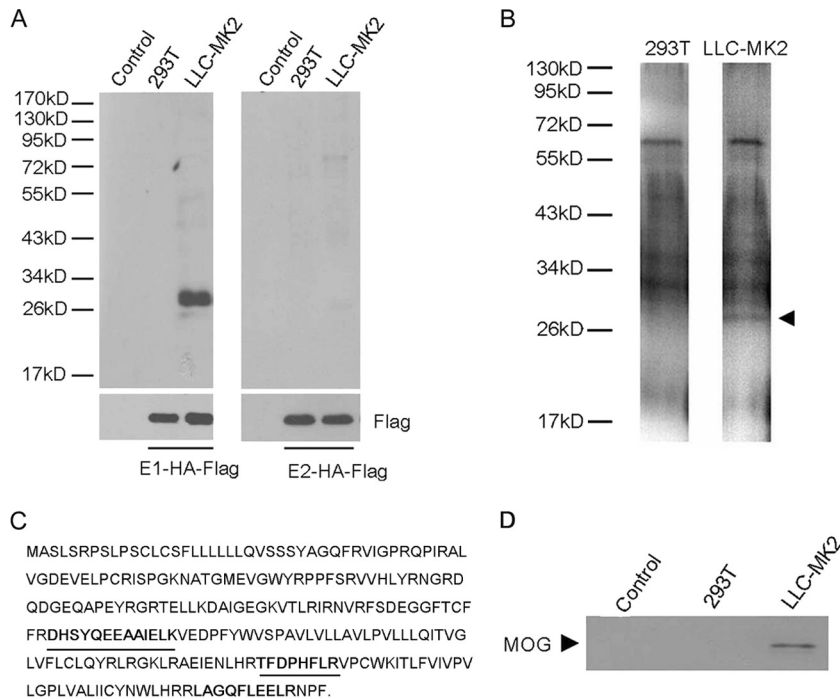 A
Control
293T
LLC-MK2
Control
293T
LLC-MK2
170kD
130kD
95kD
72kD
55kD
43kD
34kD
26kD
17kD
Flag
E1-HA-Flag
E2-HA-Flag
B
293T LLC-MK2
130kD
95kD
72kD
55kD
43kD
34kD
26kD
17kD
C
MASLSRPSLPSCLCSFLLLLLLQVSSSYAGQFRVIGPRQPIRAL
VGDEVELPCRISPGKNATGMEVGWYRPPFSRVVHLYRNGRD
QDGEQAPEYRGRTELLKDAIGEGKVTLRIRNVRFSDEGGFTCF
FRDHSYQEEAAIELKVEDPFYWVSPAVLVLLAVLPVLLLQITVG
LVFLCLQYRLRGKLRAEIENLHRTFDPHFLRVPCWKITLFVIVPV
LGPLVALIICYNWLHRRLAGQFLEELRNPF.
D
Control
293T
LLC-MK2
MOG